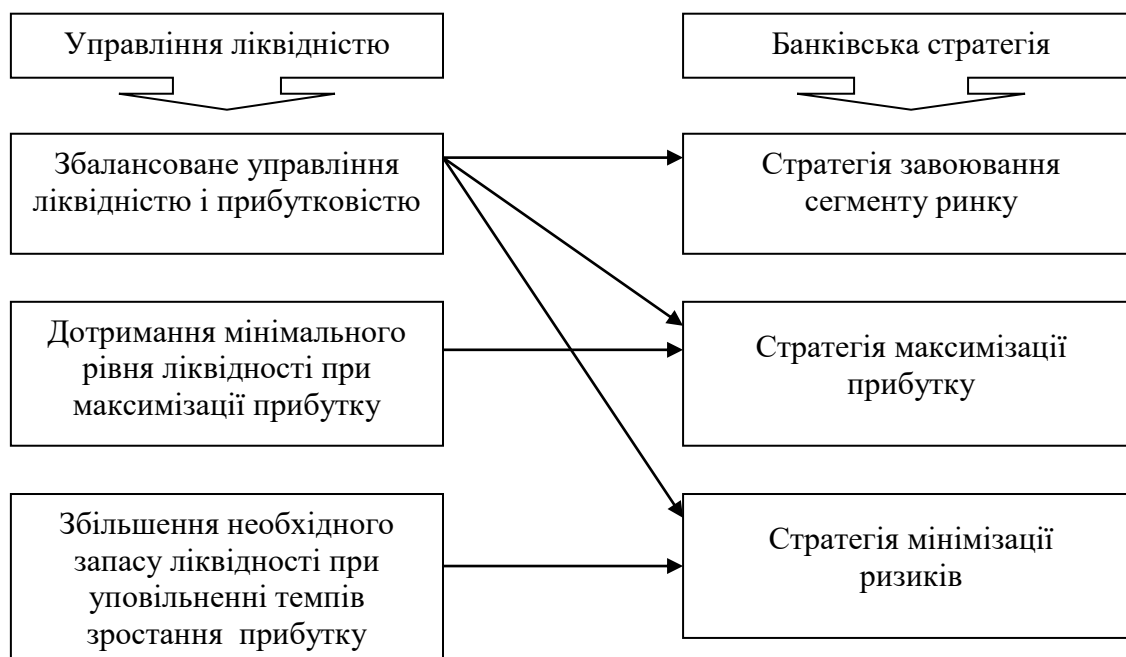 Управління ліквідністю
Банківська стратегія
Збалансоване управління
ліквідністю і прибутковістю
Стратегія завоювання
сегменту ринку
Дотримання мінімального
рівня ліквідності при
максимізації прибутку
Стратегія максимізації
прибутку
Збільшення необхідного
запасу ліквідності при
уповільненні темпів
зростання прибутку
Стратегія мінімізації
ризиків